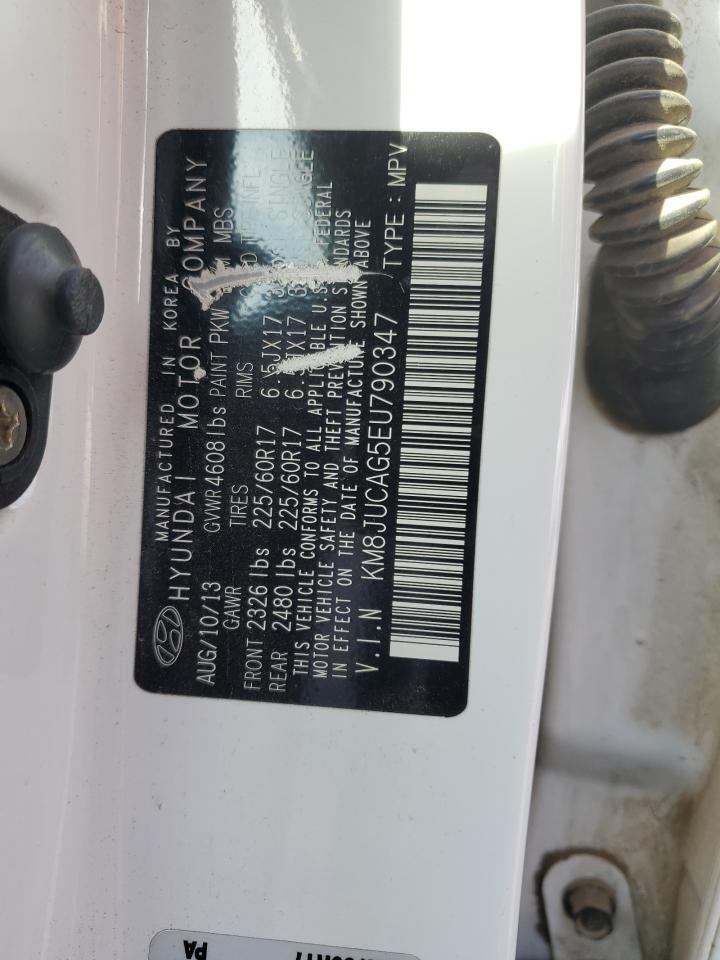 MANUFACTURED IN KOREA BY
HYUNDAI MOTOR COMPANY
AUG/10/13 GVWR 4608 lbs PAINT PKW MBS
GAWR TIRES RIMS
FRONT 2326 lbs 225/60R17 6.5JX17 SINGLE
REAR 2480 lbs 225/60R17
THIS VEHICLE CONFORMS TO ALL APPLICABLE U.S. FEDERAL
MOTOR VEHICLE SAFETY AND THEFT PREVENTION STANDARDS
IN EFFECT ON THE DATE OF MANUFACTURE SHOWN ABOVE
V.I.N KM8JUCAG5EU790347 TYPE : MPV
PA